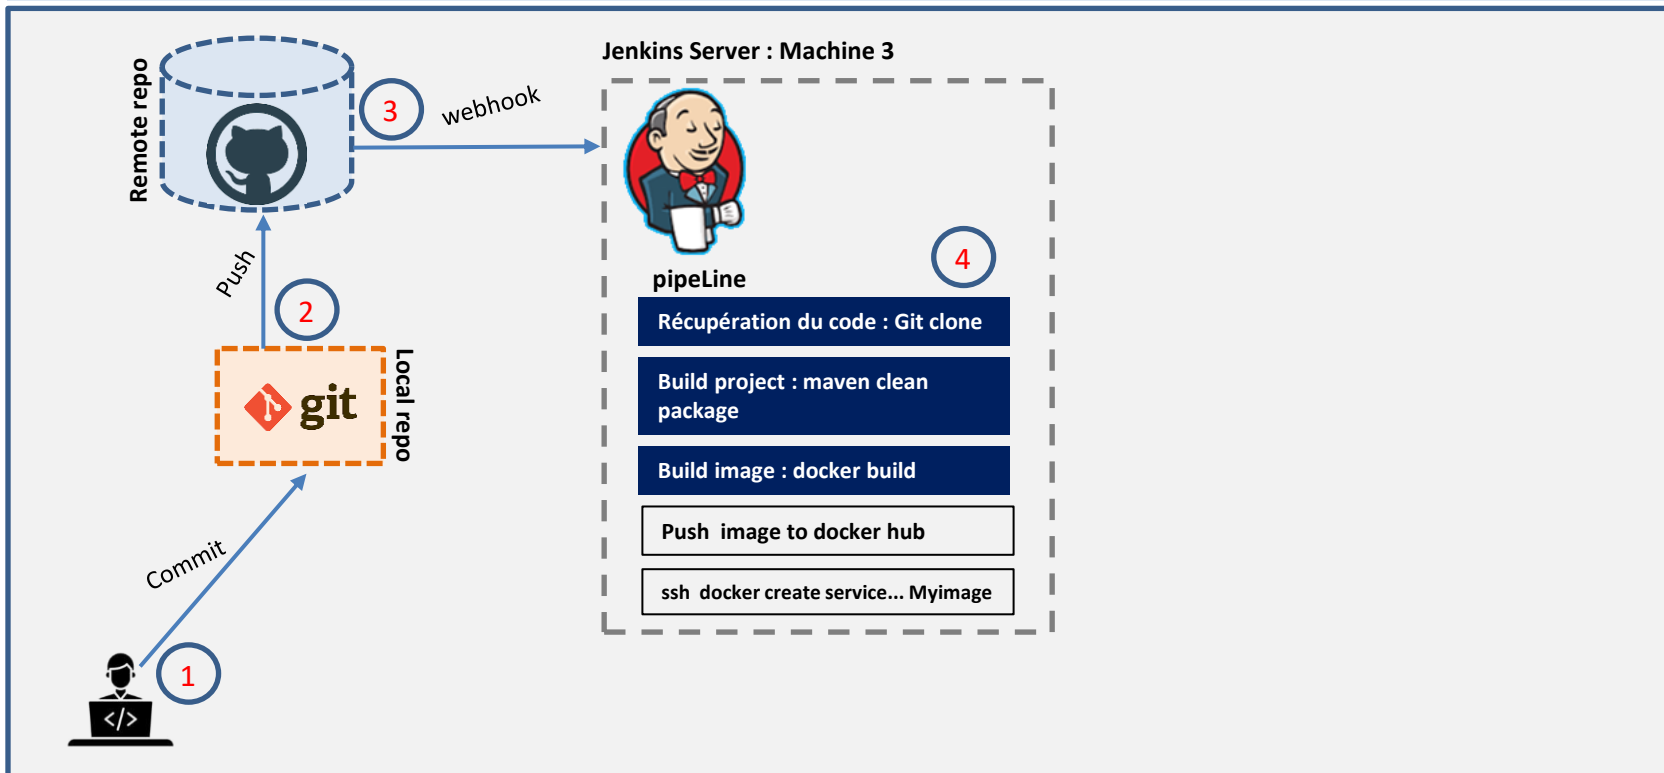 Jenkins Server : Machine 3
Remote repo
3
webhook
4
pipeLine
Push
2
Récupération du code : Git clone
Local repo
git
Build project : maven clean
package
Build image : docker build
Push image to docker hub
Commit
ssh docker create service... Myimage
1
</>